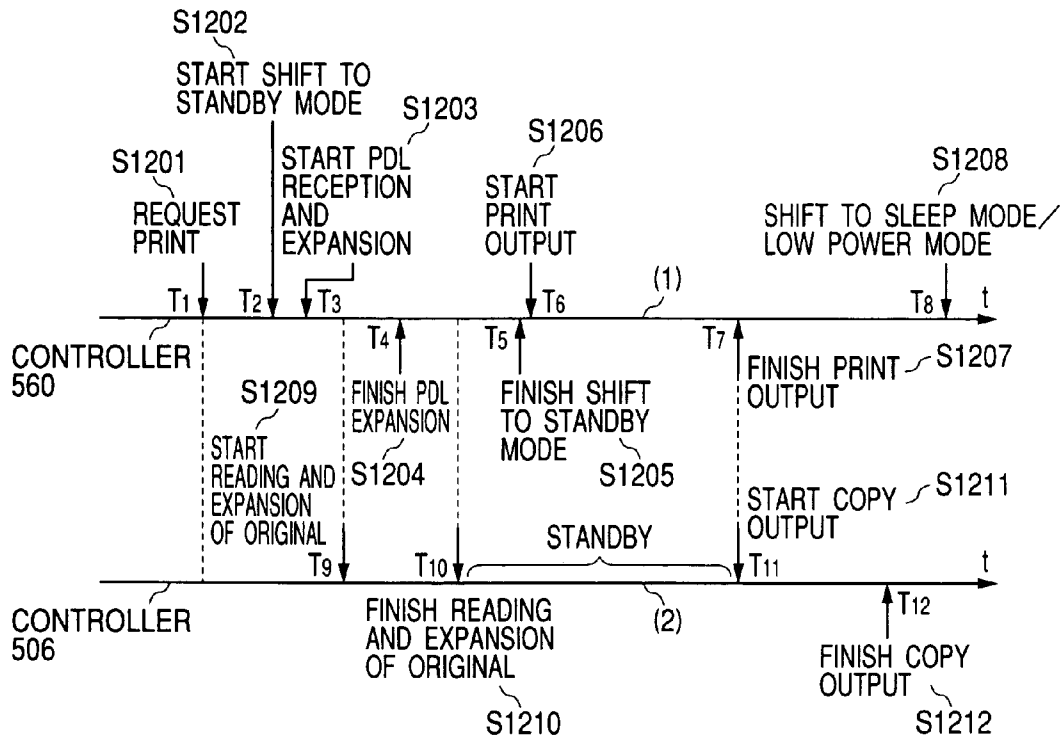 S1202
START SHIFT TO
STANDBY MODE
S1203
START PDL
RECEPTION
AND
EXPANSION
S1206
START
PRINT
OUTPUT
S1201
REQUEST
PRINT
S1208
SHIFT TO SLEEP MODE/
LOW POWER MODE
T1
T2
T3
T6
(1)
T8
t
CONTROLLER
560
T4
T5
T7
S1209
START
READING AND
EXPANSION
OF ORIGINAL
FINISH PDL
EXPANSION
S1204
FINISH SHIFT
TO STANDBY
MODE
S1205
FINISH PRINT
OUTPUT
S1207
START COPY
OUTPUT
S1211
STANDBY
T9
T10
T11
t
CONTROLLER
506
FINISH READING
AND EXPANSION
OF ORIGINAL
S1210
(2)
T12
FINISH COPY
OUTPUT
S1212